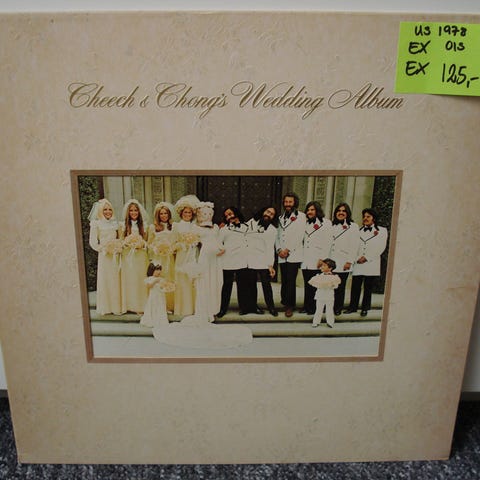 US 1978
EX OIS
EX 125,-
Cheech & Chong's Wedding Album